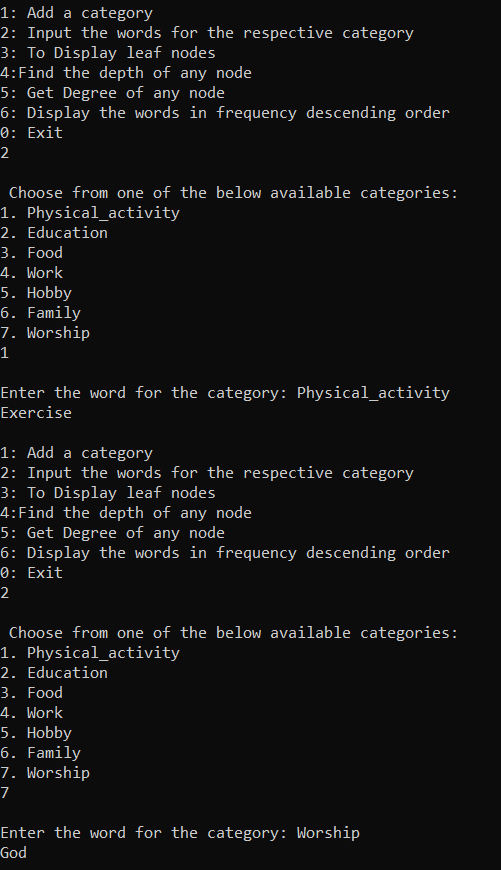 1: Add a category
2: Input the words for the respective category
3: To Display leaf nodes
4:Find the depth of any node
5: Get Degree of any node
6: Display the words in frequency descending order
0: Exit
2
Choose from one of the below available categories:
1. Physical_activity
2. Education
3. Food
4. Work
5. Hobby
6. Family
7. Worship
1
Enter the word for the category: Physical_activity
Exercise
1: Add a category
2: Input the words for the respective category
3: To Display leaf nodes
4:Find the depth of any node
5: Get Degree of any node
6: Display the words in frequency descending order
0: Exit
2
Choose from one of the below available categories:
1. Physical_activity
2. Education
3. Food
4. Work
5. Hobby
6. Family
7. Worship
7
Enter the word for the category: Worship
God